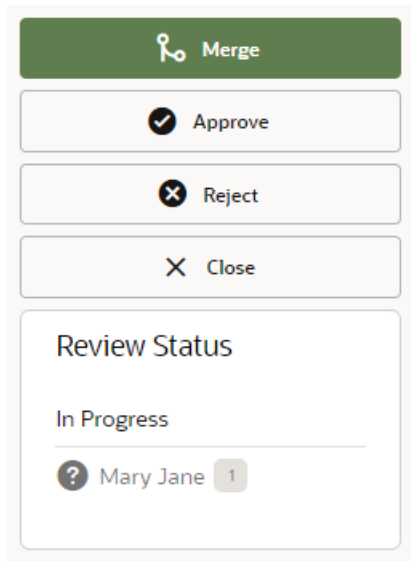 Merge
Approve
Reject
Close
Review Status
In Progress
? Mary Jane 1